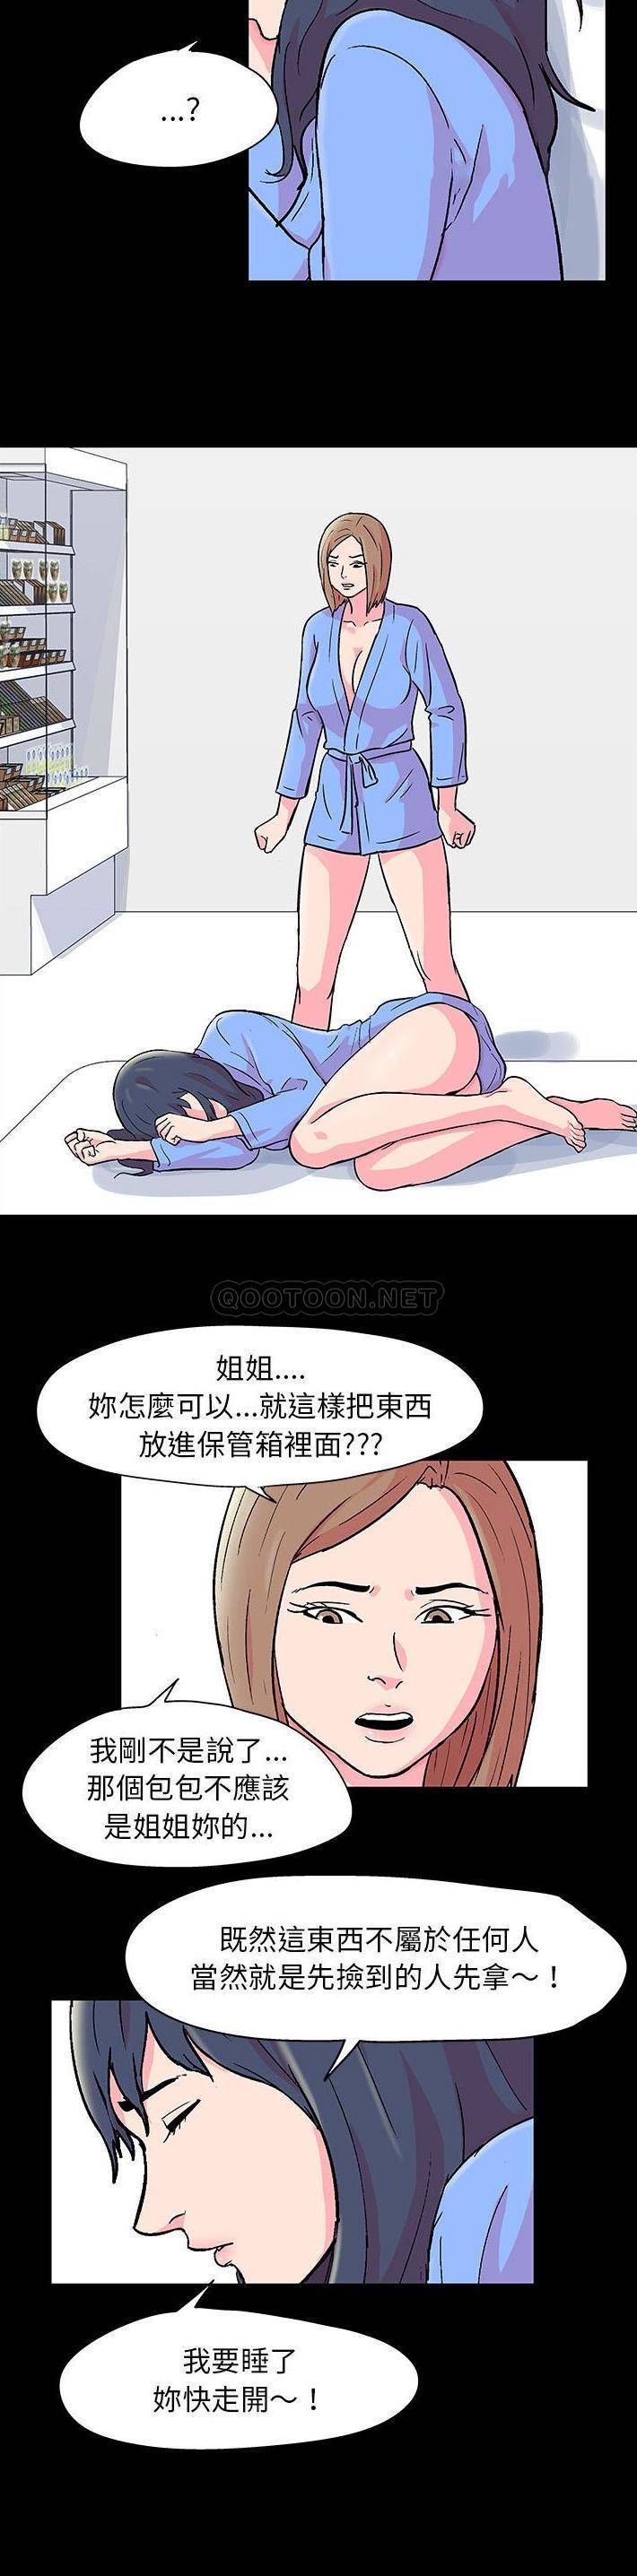 ...?
QOOTOON.NET
姐姐....
妳怎麼可以...就這樣把東西
放進保管箱裡面???
我剛不是說了...
那個包包不應該
是姐姐妳的...
既然這東西不屬於任何人
當然就是先撿到的人先拿～！
我要睡了
妳快走開～！